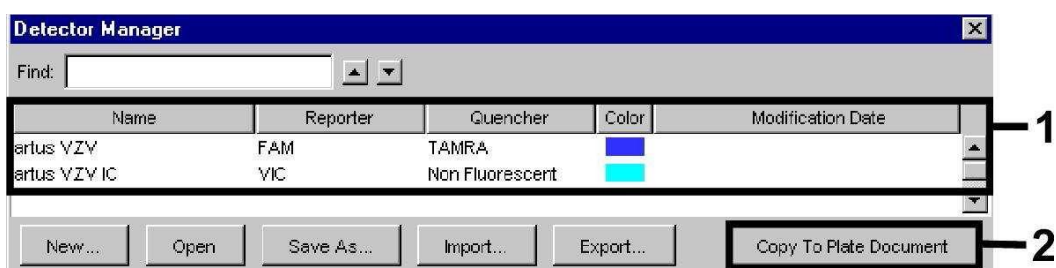 Detector Manager
Find:
Name Reporter Quencher Color Modification Date
artus VZV FAM TAMRA
artus VZV IC VIC Non Fluorescent
1
New... Open Save As... Import... Export... Copy To Plate Document
2